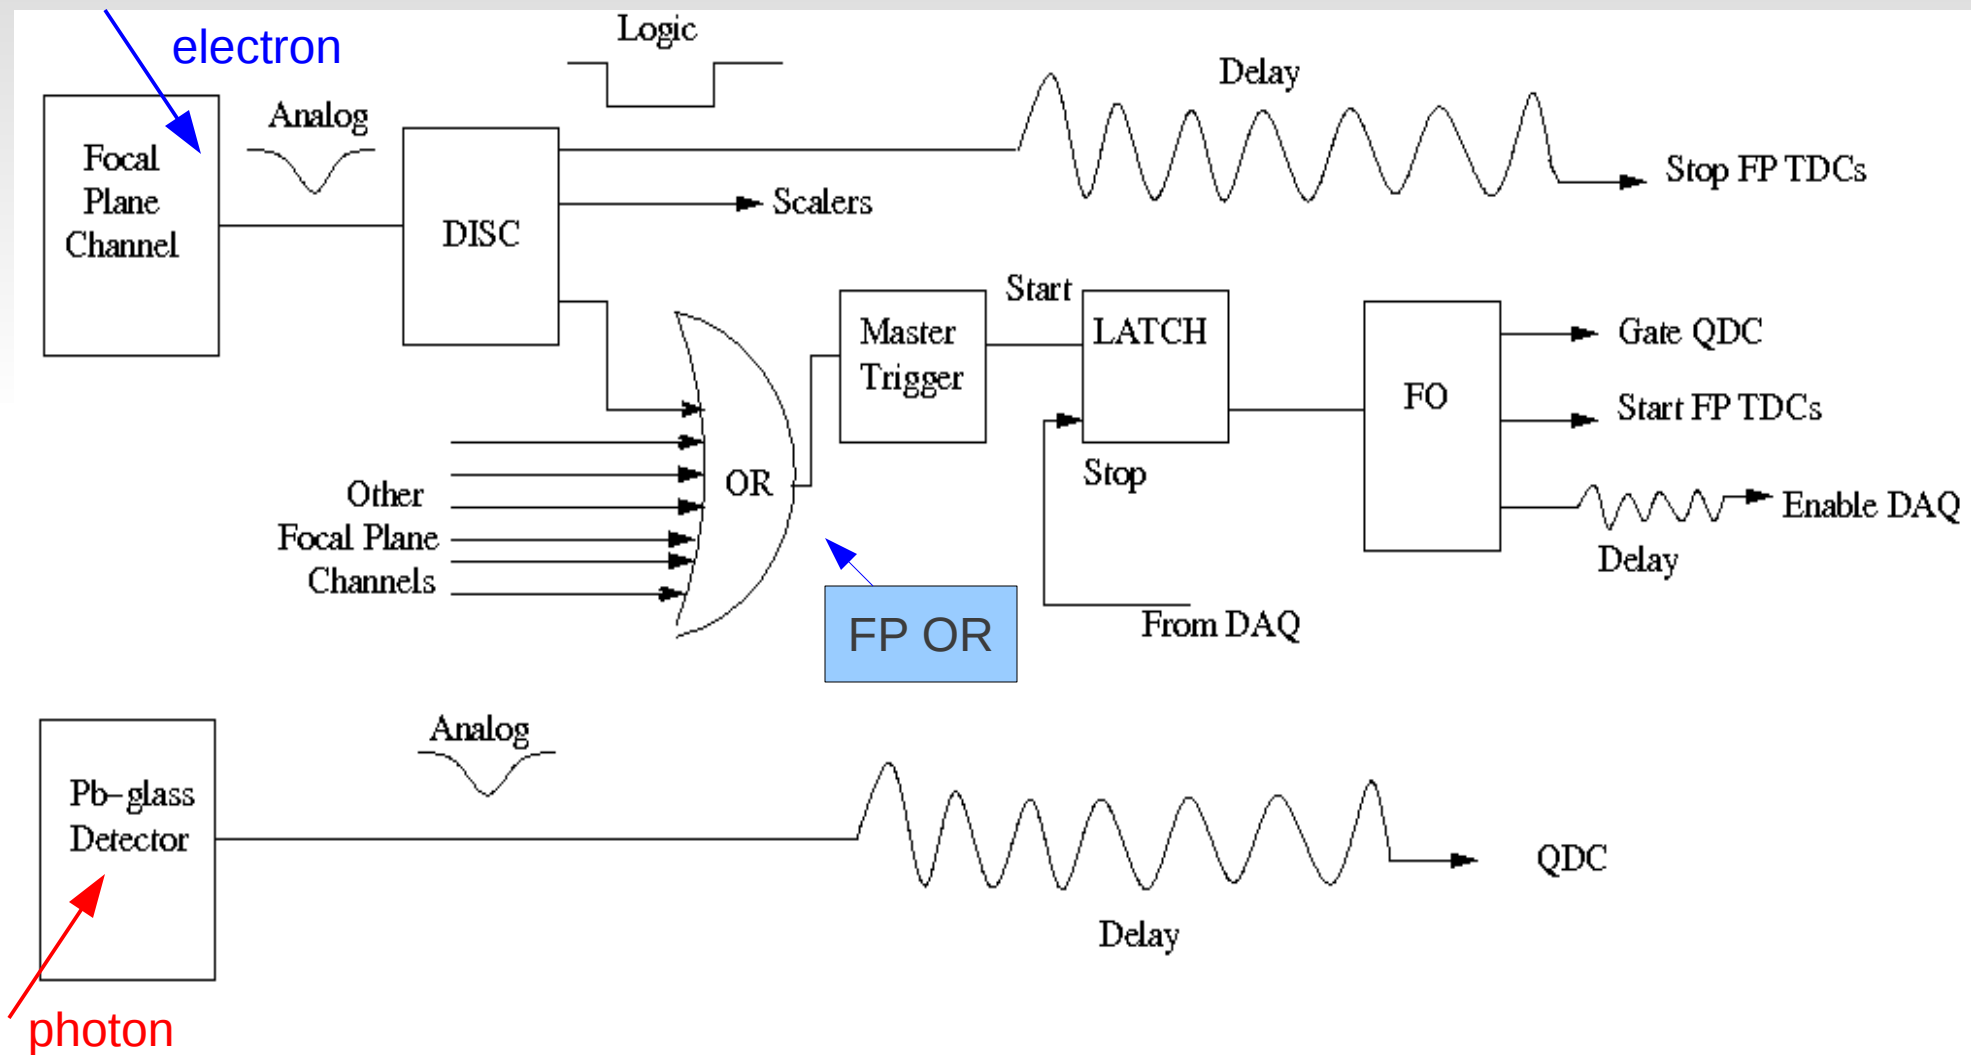 electron
Logic
Delay
Analog
Focal
Plane
Channel
DISC
Stop FP TDCs
Scalers
Start
Master
Trigger
LATCH
Gate QDC
FO
Start FP TDCs
Stop
OR
Other
Focal Plane
Channels
Enable DAQ
Delay
From DAQ
FP OR
Analog
Pb-glass
Detector
QDC
Delay
photon